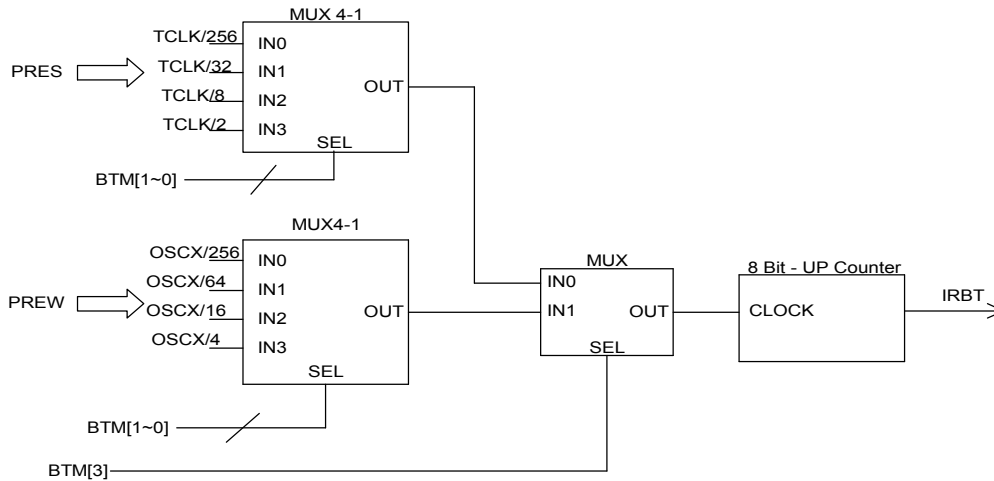 MUX 4-1
TCLK/256
IN0
PRES
TCLK/32
IN1
OUT
TCLK/8
IN2
TCLK/2
IN3
SEL
BTM[1~0]
MUX4-1
OSCX/256
IN0
PREW
OSCX/64
IN1
OUT
OSCX/16
IN2
OSCX/4
IN3
SEL
BTM[1~0]
MUX
IN0
IN1
OUT
SEL
8 Bit - UP Counter
CLOCK
IRBT
BTM[3]